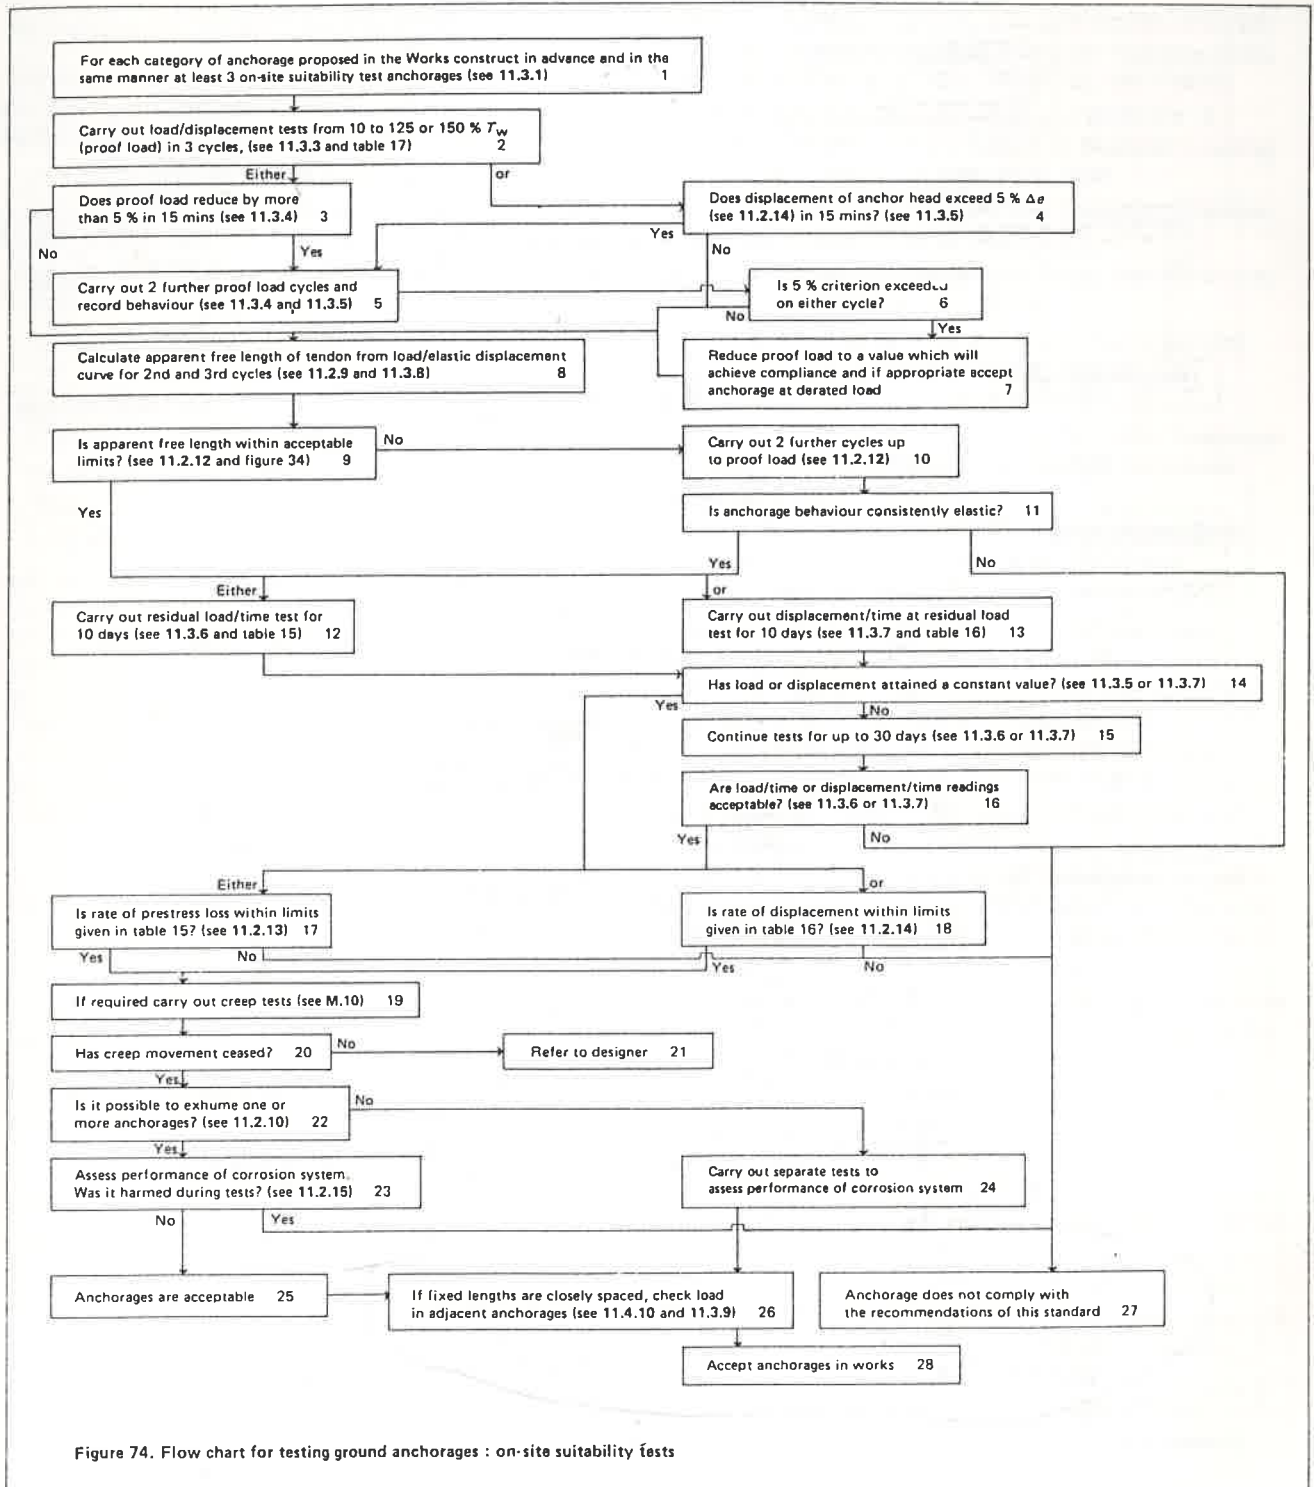 For each category of anchorage proposed in the Works construct in advance and in the
same manner at least 3 on-site suitability test anchorages (see 11.3.1) 1
Carry out load/displacement tests from 10 to 125 or 150 % Tw
(proof load) in 3 cycles, (see 11.3.3 and table 17) 2
Either
or
Does proof load reduce by more
than 5 % in 15 mins (see 11.3.4) 3
Does displacement of anchor head exceed 5 % Δe
(see 11.2.14) in 15 mins? (see 11.3.5) 4
No
Yes
Yes
No
Carry out 2 further proof load cycles and
record behaviour (see 11.3.4 and 11.3.5) 5
Is 5 % criterion exceeded
on either cycle? 6
No
Yes
Calculate apparent free length of tendon from load/elastic displacement
curve for 2nd and 3rd cycles (see 11.2.9 and 11.3.8) 8
Reduce proof load to a value which will
achieve compliance and if appropriate accept
anchorage at derated load 7
Is apparent free length within acceptable
limits? (see 11.2.12 and figure 34) 9
No
Carry out 2 further cycles up
to proof load (see 11.2.12) 10
Yes
Is anchorage behaviour consistently elastic? 11
Yes
No
Either
or
Carry out residual load/time test for
10 days (see 11.3.6 and table 15) 12
Carry out displacement/time at residual load
test for 10 days (see 11.3.7 and table 16) 13
Has load or displacement attained a constant value? (see 11.3.5 or 11.3.7) 14
Yes
No
Continue tests for up to 30 days (see 11.3.6 or 11.3.7) 15
Are load/time or displacement/time readings
acceptable? (see 11.3.6 or 11.3.7) 16
Yes
No
Either
or
Is rate of prestress loss within limits
given in table 15? (see 11.2.13) 17
Is rate of displacement within limits
given in table 16? (see 11.2.14) 18
Yes
No
Yes
No
If required carry out creep tests (see M.10) 19
Has creep movement ceased? 20
No
Refer to designer 21
Yes
Is it possible to exhume one or
more anchorages? (see 11.2.10) 22
No
Yes
Assess performance of corrosion system.
Was it harmed during tests? (see 11.2.15) 23
Carry out separate tests to
assess performance of corrosion system 24
No
Yes
Anchorages are acceptable 25
If fixed lengths are closely spaced, check load
in adjacent anchorages (see 11.4.10 and 11.3.9) 26
Anchorage does not comply with
the recommendations of this standard 27
Accept anchorages in works 28
Figure 74. Flow chart for testing ground anchorages : on-site suitability tests